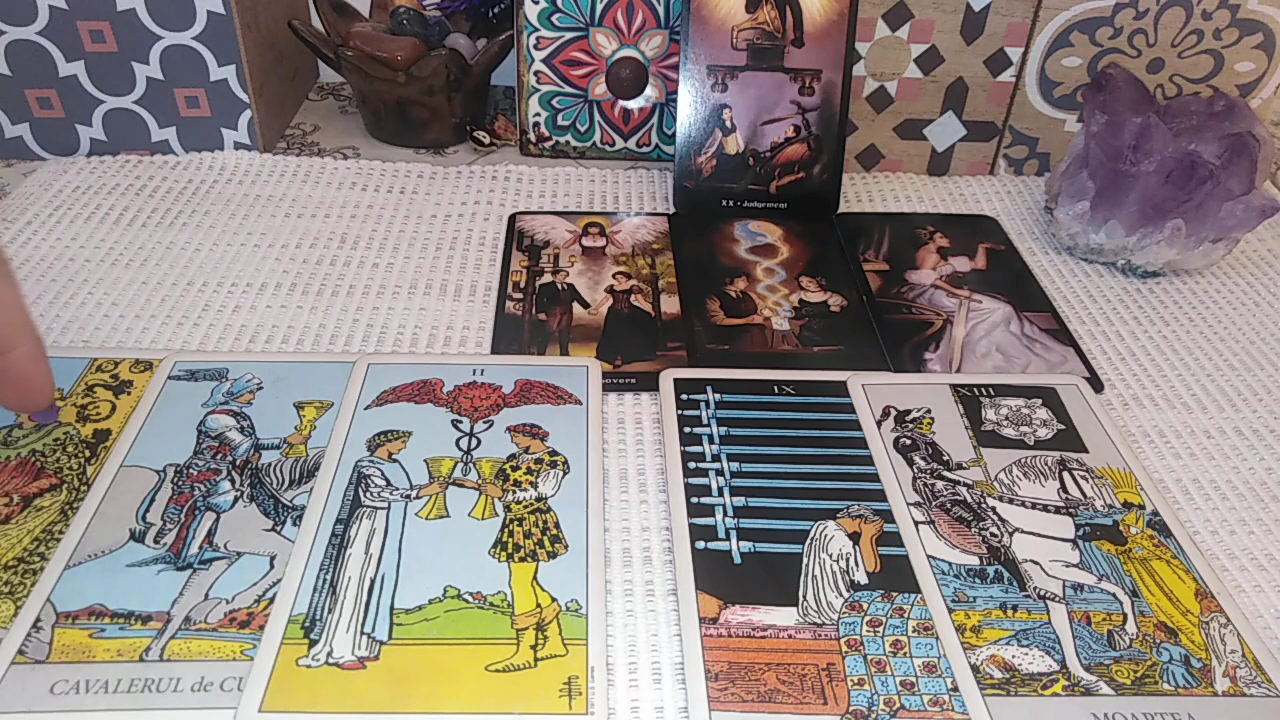 XX • Judgement
overs
II
IX
XIII
CAVALERUL de CU
MOARTEA